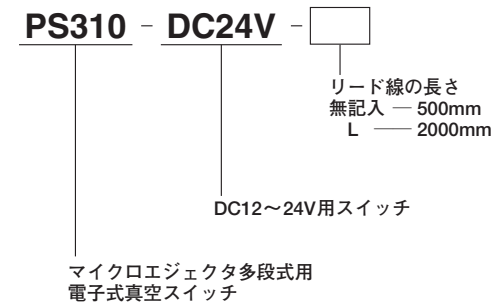 PS310 - DC24V -
リード線の長さ
無記入 — 500mm
L — 2000mm
DC12～24V用スイッチ
マイクロエジェクタ多段式用
電子式真空スイッチ